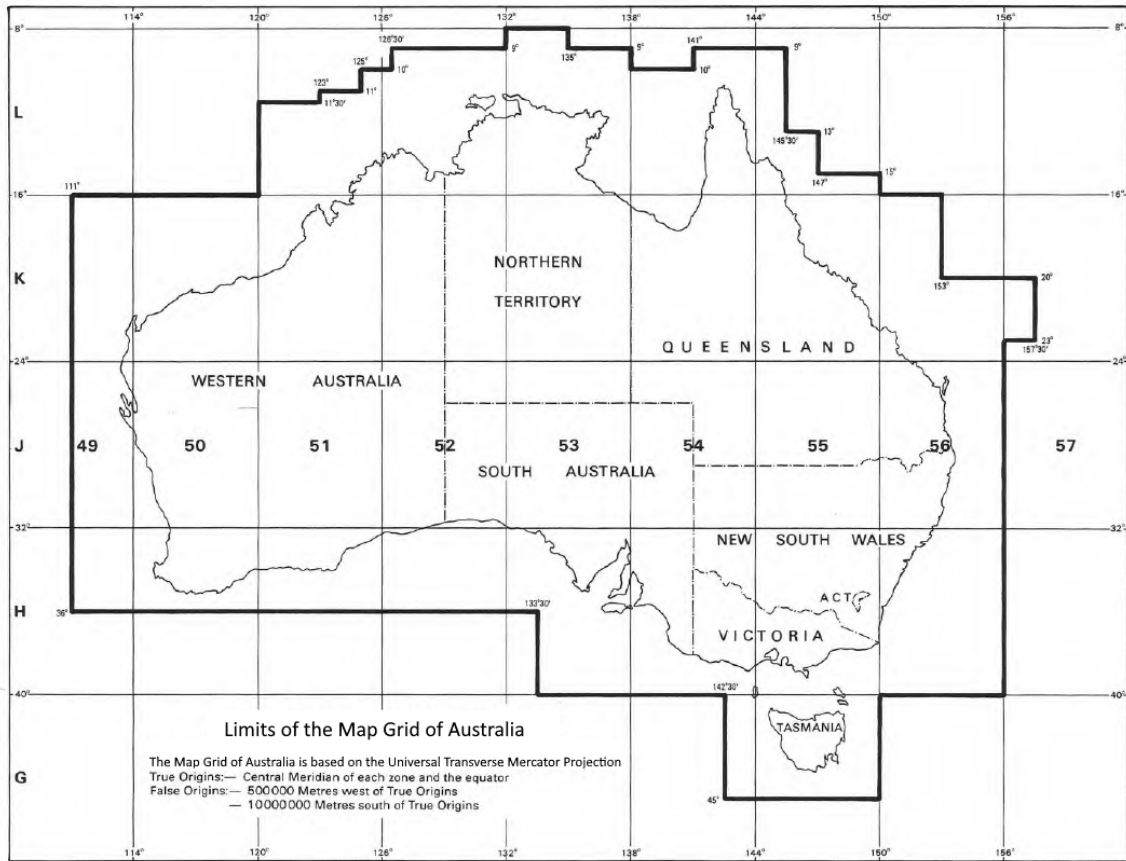 114° 120° 126° 132° 138° 144° 150° 156°
8° 8°
126°30' 9° 135° 9° 141° 9°
125° 10° 10°
123° 11°
11°30'
L
145°30' 13°
147° 15°
111°
16° 16°
K
NORTHERN
TERRITORY
153° 20°
QUEENSLAND
23°
157°30'
24° 24°
WESTERN AUSTRALIA
J 49 50 51 52 53 54 55 56 57
SOUTH AUSTRALIA
32° 32°
NEW SOUTH WALES
ACT
H
36° 133°30'
VICTORIA
40° 142°30' 40°
TASMANIA
Limits of the Map Grid of Australia
The Map Grid of Australia is based on the Universal Transverse Mercator Projection
True Origins:— Central Meridian of each zone and the equator
False Origins:— 500000 Metres west of True Origins
— 10000000 Metres south of True Origins
G
45°
114° 120° 126° 132° 138° 144° 150° 156°